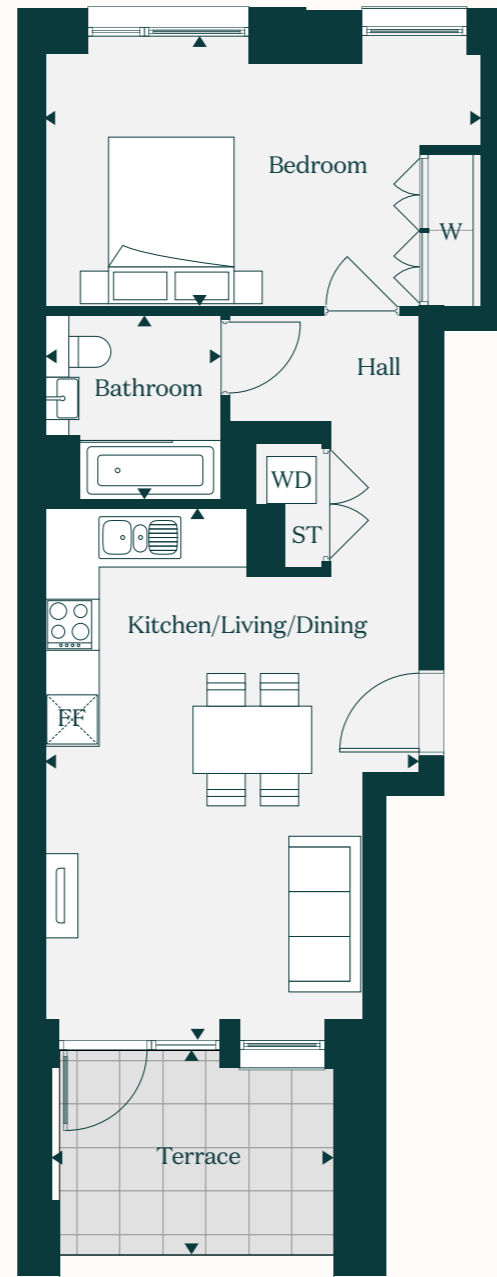 Bedroom
W
Hall
Bathroom
WD
ST
Kitchen/Living/Dining
FF
Terrace